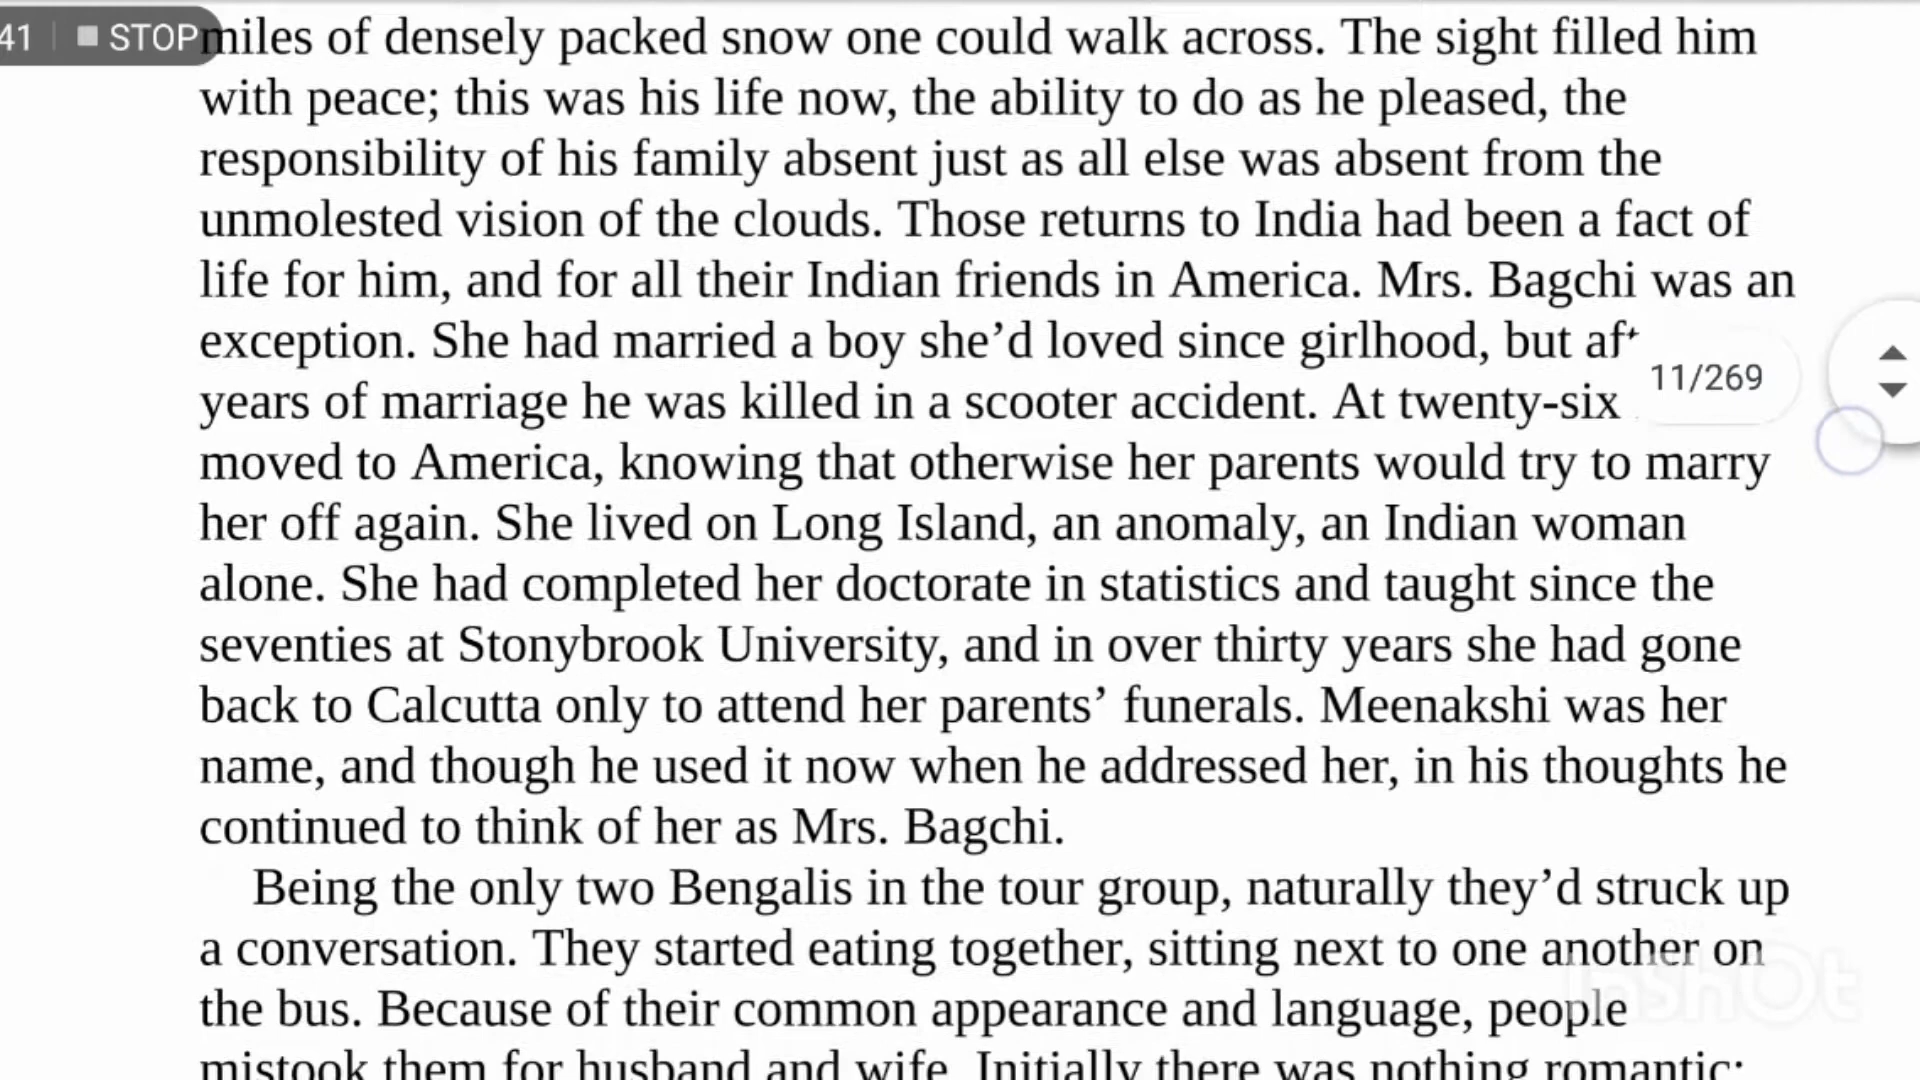 41 STOP
miles of densely packed snow one could walk across. The sight filled him
with peace; this was his life now, the ability to do as he pleased, the
responsibility of his family absent just as all else was absent from the
unmolested vision of the clouds. Those returns to India had been a fact of
life for him, and for all their Indian friends in America. Mrs. Bagchi was an
exception. She had married a boy she’d loved since girlhood, but
years of marriage he was killed in a scooter accident. At twenty-six
11/269
moved to America, knowing that otherwise her parents would try to marry
her off again. She lived on Long Island, an anomaly, an Indian woman
alone. She had completed her doctorate in statistics and taught since the
seventies at Stonybrook University, and in over thirty years she had gone
back to Calcutta only to attend her parents’ funerals. Meenakshi was her
name, and though he used it now when he addressed her, in his thoughts he
continued to think of her as Mrs. Bagchi.
Being the only two Bengalis in the tour group, naturally they’d struck up
a conversation. They started eating together, sitting next to one another on
the bus. Because of their common appearance and language, people
mistook them for husband and wife. Initially there was nothing romantic;
InShOt